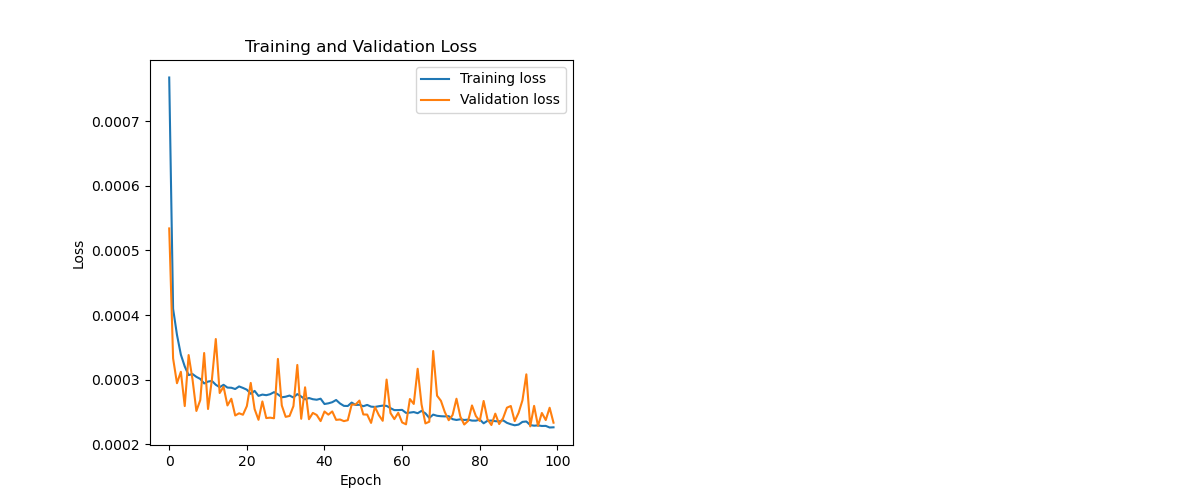 Training and Validation Loss
Training loss
Validation loss
0.0007
0.0006
0.0005
0.0004
0.0003
0.0002
Loss
0 20 40 60 80 100
Epoch